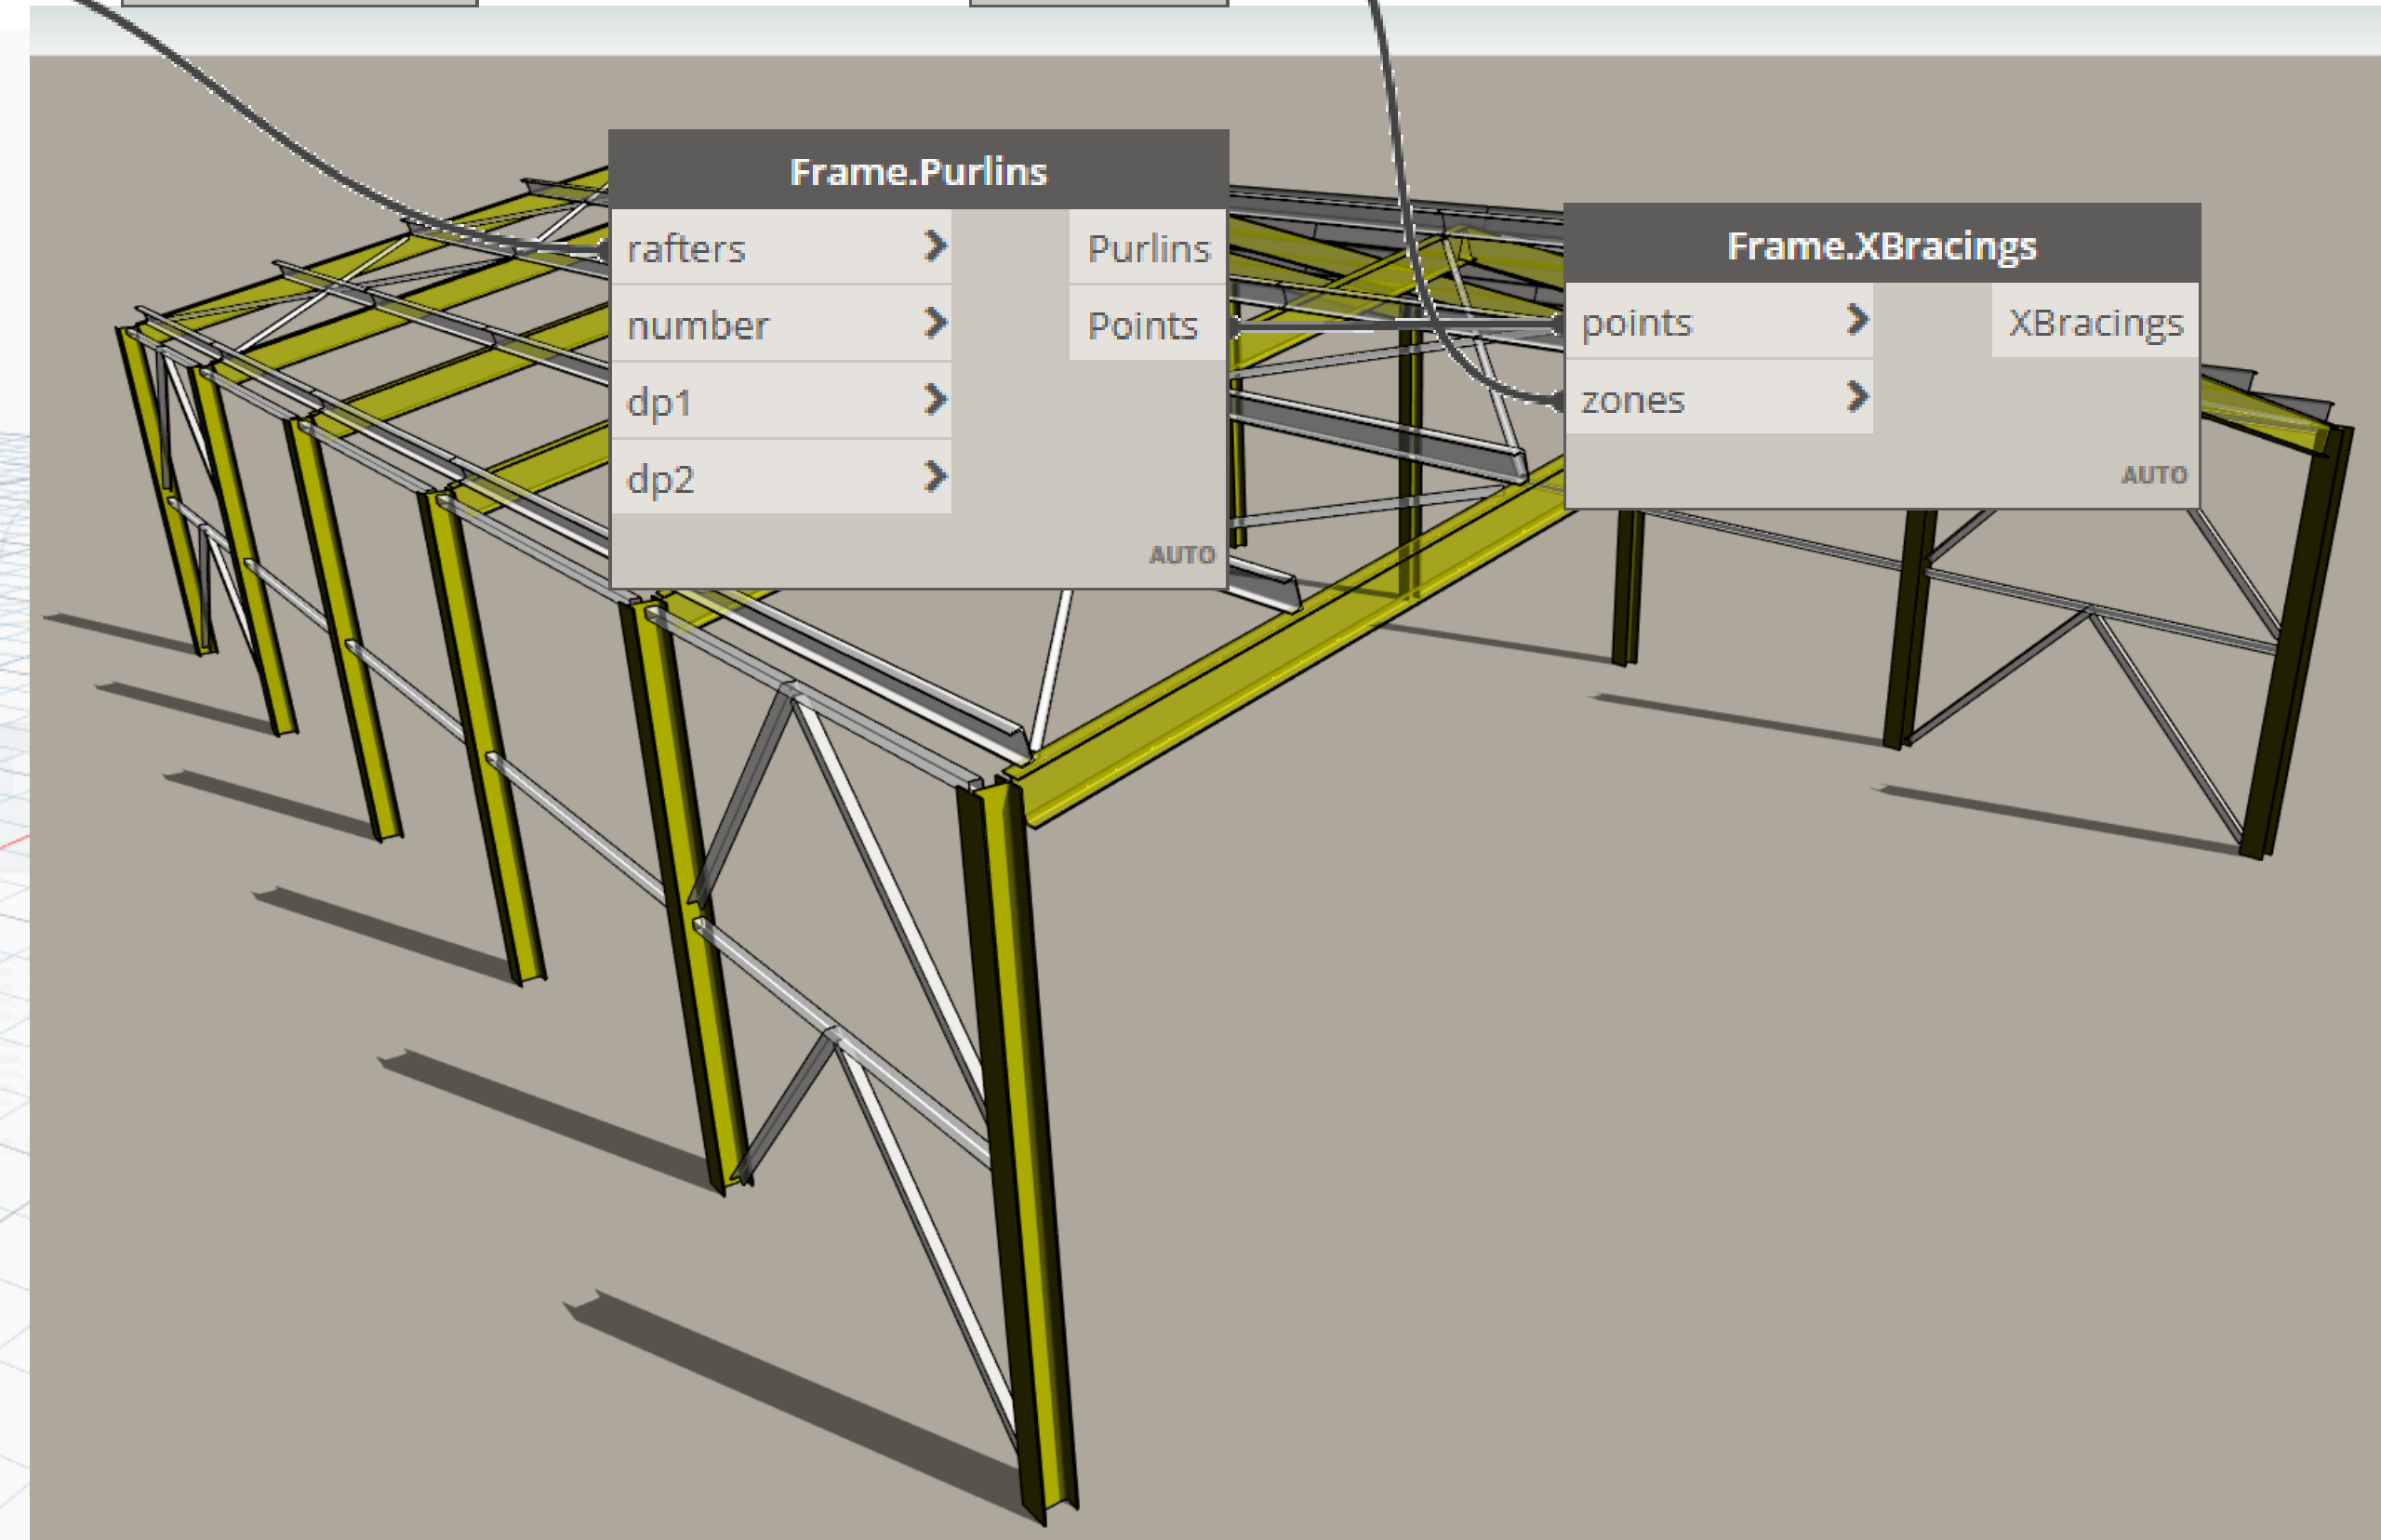 Frame.Purlins
rafters
Purlins
number
Points
dp1
dp2
AUTO
Frame.XBracings
points
XBracings
zones
AUTO